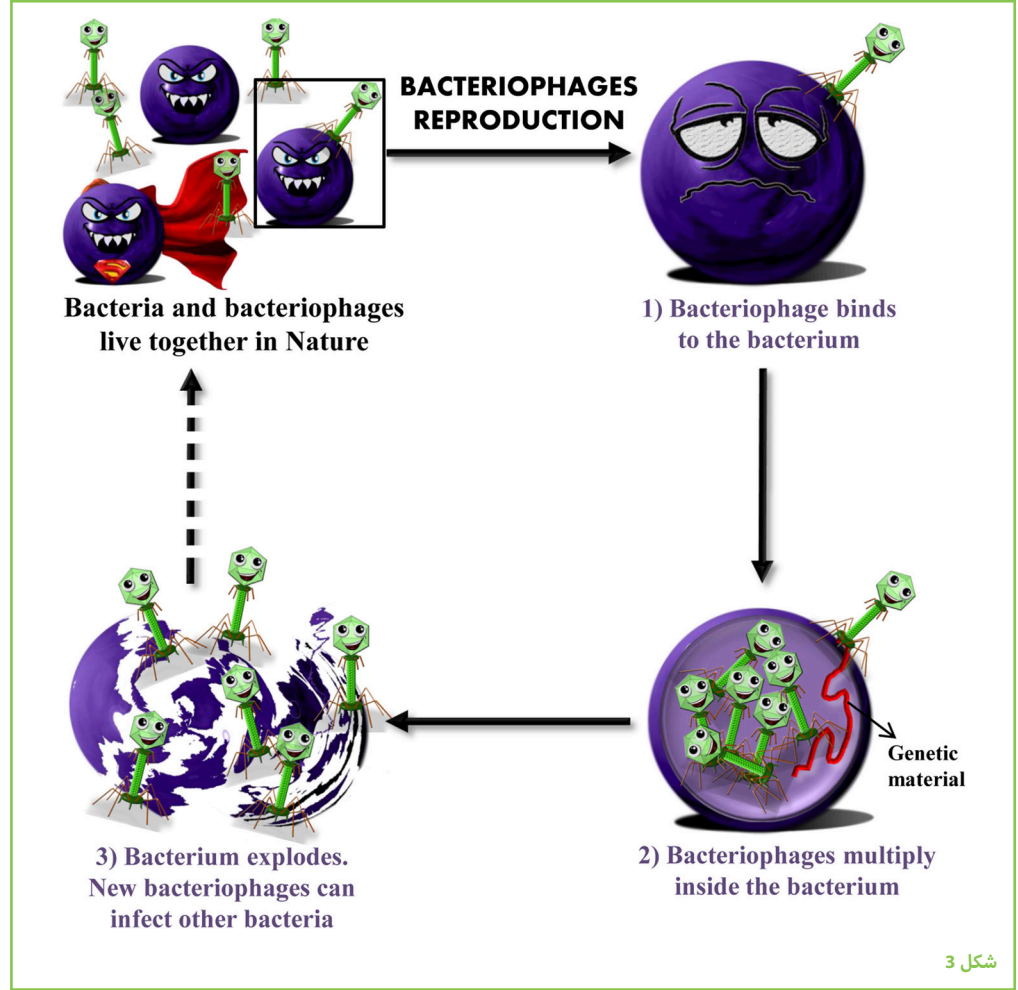 BACTERIOPHAGES
REPRODUCTION
Bacteria and bacteriophages
live together in Nature
1) Bacteriophage binds
to the bacterium
Genetic
material
2) Bacteriophages multiply
inside the bacterium
3) Bacterium explodes.
New bacteriophages can
infect other bacteria
شكل 3